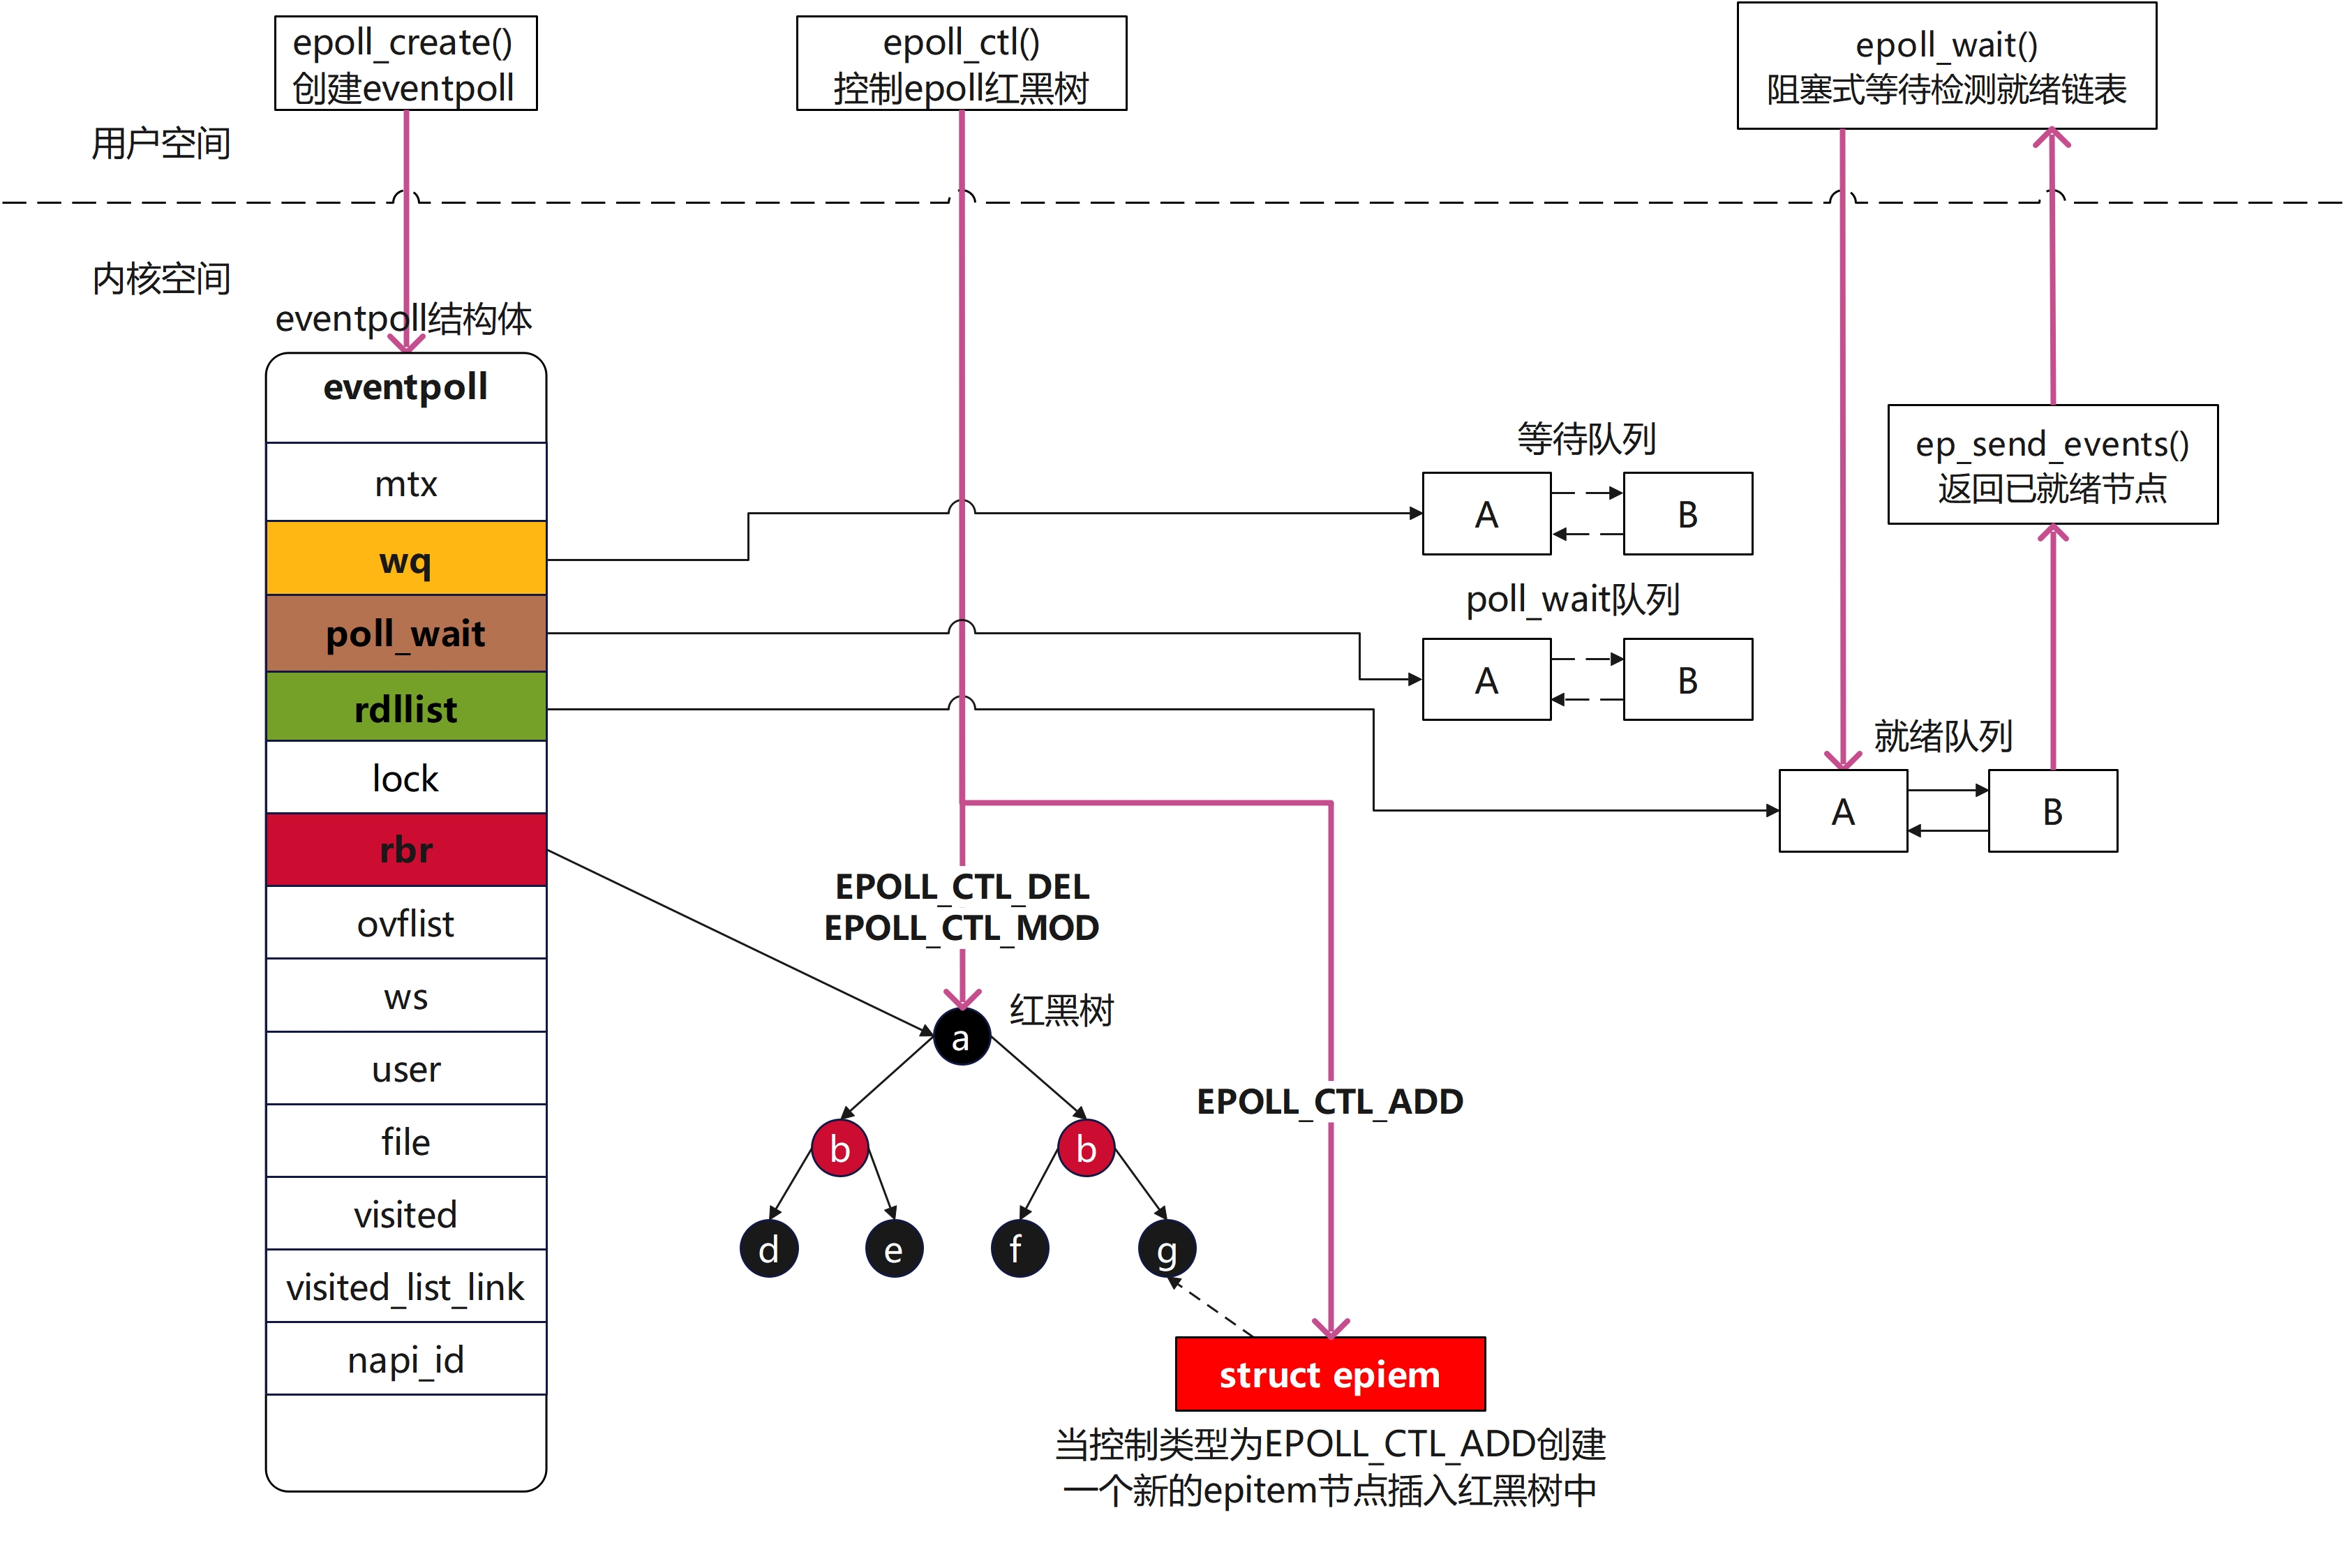 epoll_create()
创建eventpoll
epoll_ctl()
控制epoll红黑树
epoll_wait()
阻塞式等待检测就绪链表
用户空间
内核空间
eventpoll结构体
eventpoll
mtx
wq
poll_wait
rdllist
lock
rbr
ovflist
ws
user
file
visited
visited_list_link
napi_id
等待队列
A
B
poll_wait队列
A
B
ep_send_events()
返回已就绪节点
就绪队列
A
B
EPOLL_CTL_DEL
EPOLL_CTL_MOD
红黑树
a
b
b
d
e
f
g
EPOLL_CTL_ADD
struct epiem
当控制类型为EPOLL_CTL_ADD创建
一个新的epitem节点插入红黑树中